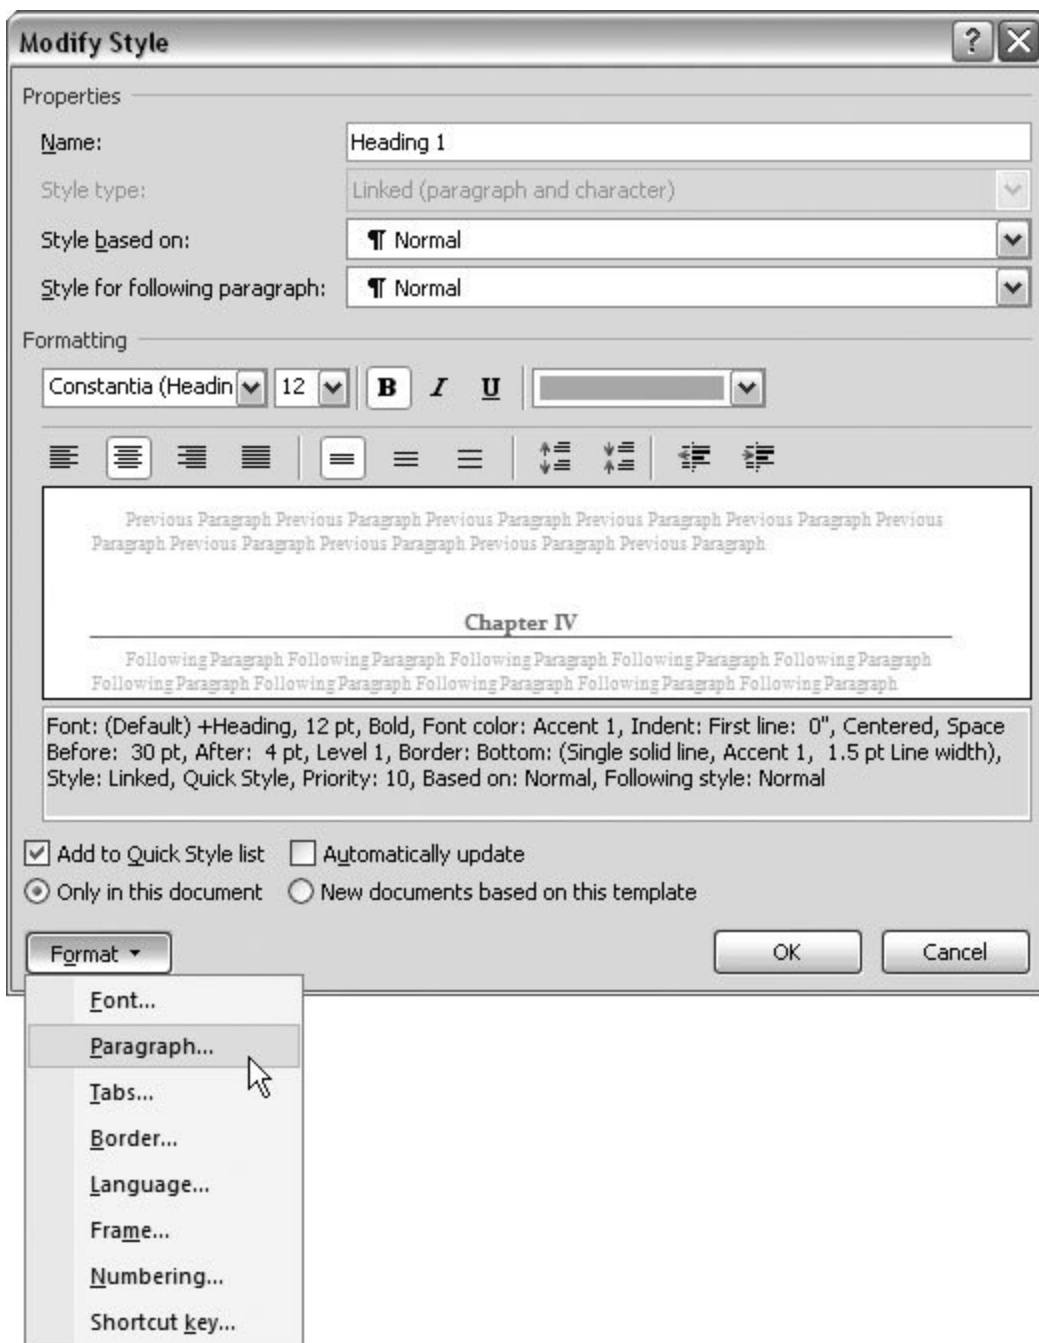 Modify Style
Properties
Name: Heading 1
Style type: Linked (paragraph and character)
Style based on: ¶ Normal
Style for following paragraph: ¶ Normal
Formatting
Constantia (Headin 12 B I U
Previous Paragraph Previous Paragraph Previous Paragraph Previous Paragraph Previous Paragraph Previous
Paragraph Previous Paragraph Previous Paragraph Previous Paragraph Previous Paragraph
Chapter IV
Following Paragraph Following Paragraph Following Paragraph Following Paragraph Following Paragraph
Following Paragraph Following Paragraph Following Paragraph Following Paragraph Following Paragraph
Font: (Default) +Heading, 12 pt, Bold, Font color: Accent 1, Indent: First line: 0", Centered, Space
Before: 30 pt, After: 4 pt, Level 1, Border: Bottom: (Single solid line, Accent 1, 1.5 pt Line width),
Style: Linked, Quick Style, Priority: 10, Based on: Normal, Following style: Normal
Add to Quick Style list Automatically update
Only in this document New documents based on this template
Format OK Cancel
Font...
Paragraph...
Tabs...
Border...
Language...
Frame...
Numbering...
Shortcut key...